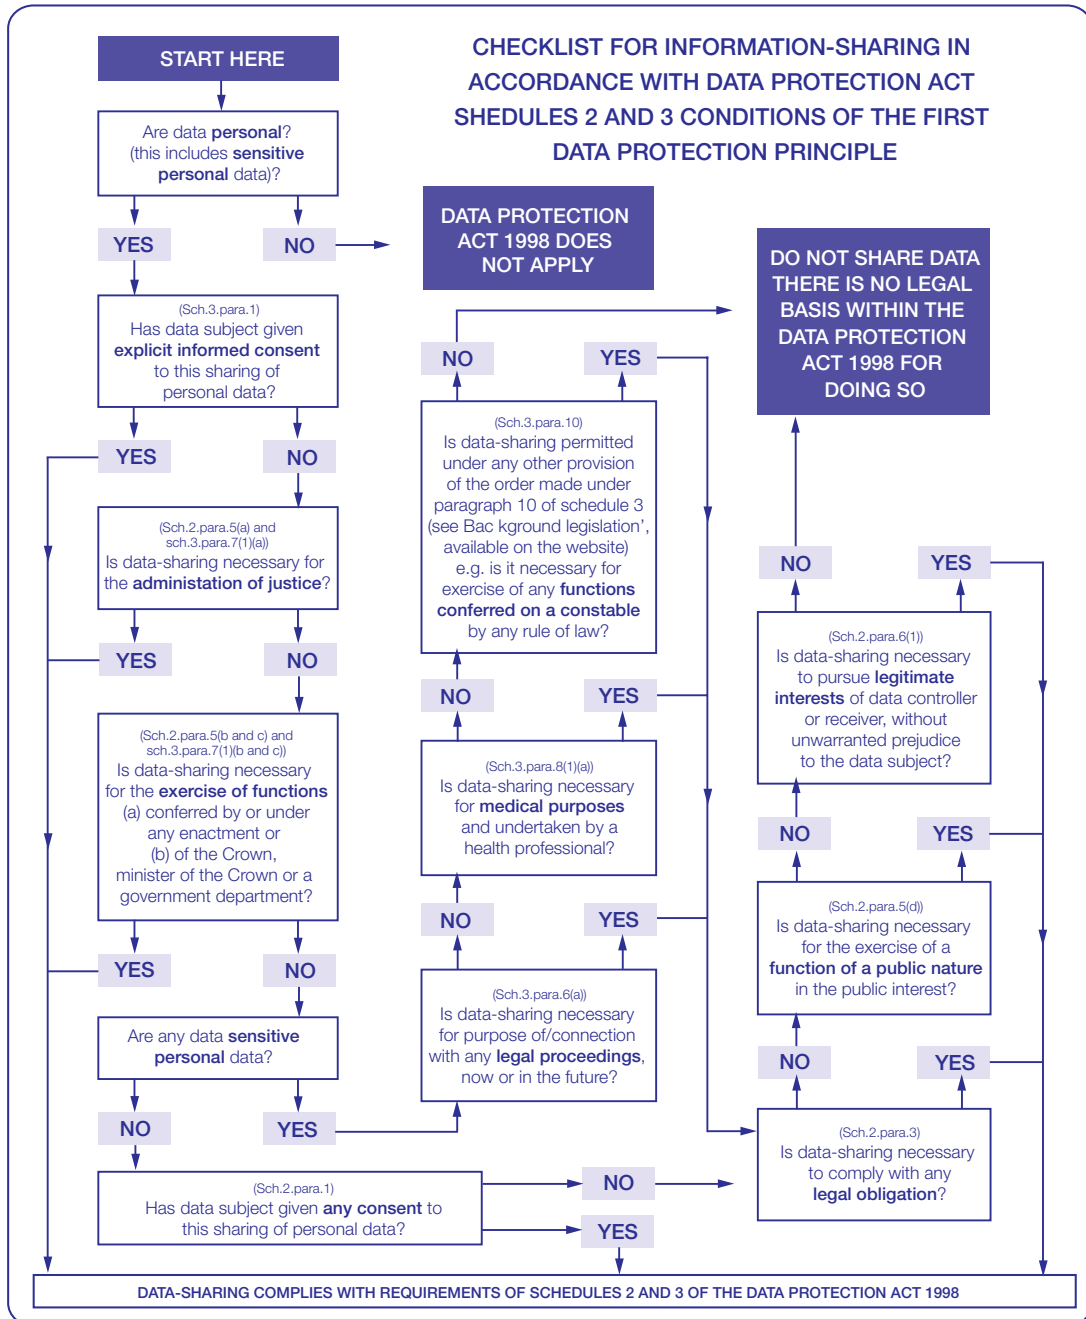 CHECKLIST FOR INFORMATION-SHARING IN
ACCORDANCE WITH DATA PROTECTION ACT
SHEDULES 2 AND 3 CONDITIONS OF THE FIRST
DATA PROTECTION PRINCIPLE
START HERE
Are data personal?
(this includes sensitive
personal data)?
YES
NO
DATA PROTECTION
ACT 1998 DOES
NOT APPLY
(Sch.3.para.1)
Has data subject given
explicit informed consent
to this sharing of
personal data?
YES
NO
(Sch.2.para.5(a) and
sch.3.para.7(1)(a))
Is data-sharing necessary for
the administation of justice?
YES
NO
(Sch.2.para.5(b and c) and
sch.3.para.7(1)(b and c))
Is data-sharing necessary
for the exercise of functions
(a) conferred by or under
any enactment or
(b) of the Crown,
minister of the Crown or a
government department?
YES
NO
Are any data sensitive
personal data?
NO
YES
(Sch.2.para.1)
Has data subject given any consent to
this sharing of personal data?
NO
YES
NO
YES
(Sch.3.para.10)
Is data-sharing permitted
under any other provision
of the order made under
paragraph 10 of schedule 3
(see Bac kground legislation’,
available on the website)
e.g. is it necessary for
exercise of any functions
conferred on a constable
by any rule of law?
NO
YES
(Sch.3.para.8(1)(a))
Is data-sharing necessary
for medical purposes
and undertaken by a
health professional?
NO
YES
(Sch.3.para.6(a))
Is data-sharing necessary
for purpose of/connection
with any legal proceedings,
now or in the future?
DO NOT SHARE DATA
THERE IS NO LEGAL
BASIS WITHIN THE
DATA PROTECTION
ACT 1998 FOR
DOING SO
NO
YES
(Sch.2.para.6(1))
Is data-sharing necessary
to pursue legitimate
interests of data controller
or receiver, without
unwarranted prejudice
to the data subject?
NO
YES
(Sch.2.para.5(d))
Is data-sharing necessary
for the exercise of a
function of a public nature
in the public interest?
NO
YES
(Sch.2.para.3)
Is data-sharing necessary
to comply with any
legal obligation?
DATA-SHARING COMPLIES WITH REQUIREMENTS OF SCHEDULES 2 AND 3 OF THE DATA PROTECTION ACT 1998